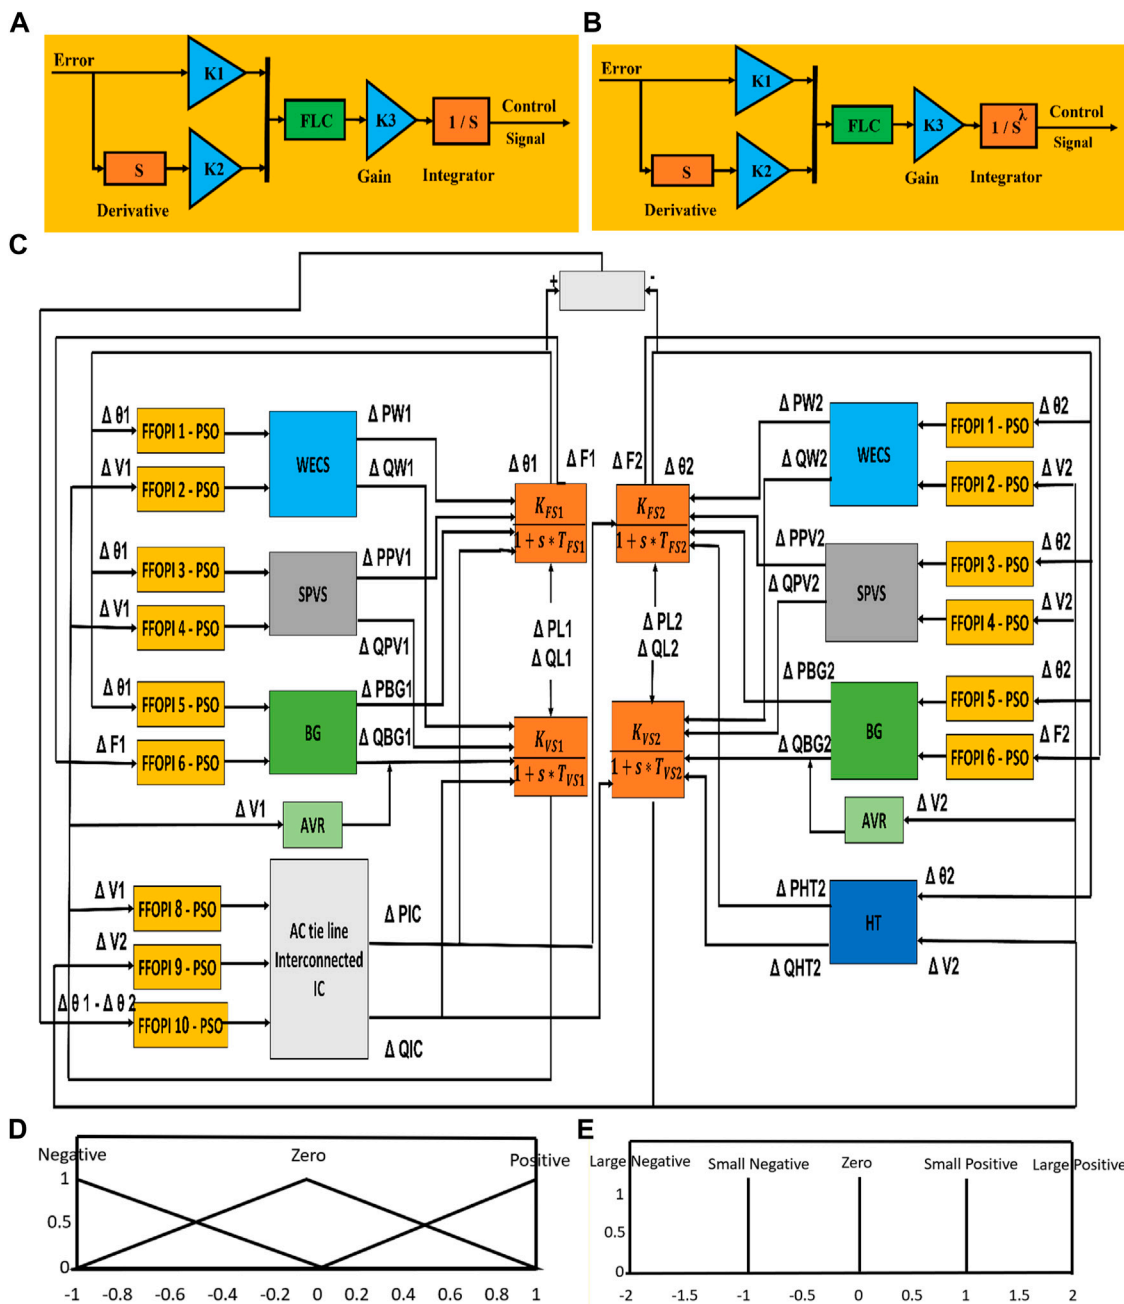 A
Error
K1
S
K2
FLC
K3
1 / S
Control
Signal
Derivative
Gain
Integrator
B
Error
K1
S
K2
FLC
K3
1 / S^λ
Control
Signal
Derivative
Gain
Integrator
C
+
-
Δ θ1
FFOPI 1 - PSO
Δ V1
FFOPI 2 - PSO
WECS
Δ PW1
Δ QW1
Δ θ1
FFOPI 3 - PSO
Δ V1
FFOPI 4 - PSO
SPVS
Δ PPV1
Δ QPV1
Δ θ1
FFOPI 5 - PSO
Δ F1
FFOPI 6 - PSO
BG
Δ PBG1
Δ QBG1
Δ V1
AVR
Δ V1
FFOPI 8 - PSO
Δ V2
FFOPI 9 - PSO
Δ θ 1 - Δ θ 2
FFOPI 10 - PSO
AC tie line
Interconnected
IC
Δ PIC
Δ QIC
Δ θ1
Δ F1
K_FS1
1 + s * T_FS1
Δ F2
Δ θ2
K_FS2
1 + s * T_FS2
Δ PL1
Δ QL1
Δ PL2
Δ QL2
K_VS1
1 + s * T_VS1
K_VS2
1 + s * T_VS2
Δ PW2
Δ QW2
WECS
FFOPI 1 - PSO
Δ θ2
FFOPI 2 - PSO
Δ V2
Δ PPV2
Δ QPV2
SPVS
FFOPI 3 - PSO
Δ θ2
FFOPI 4 - PSO
Δ V2
Δ PBG2
Δ QBG2
BG
FFOPI 5 - PSO
Δ θ2
FFOPI 6 - PSO
Δ F2
AVR
Δ V2
Δ PHT2
Δ QHT2
HT
Δ θ2
Δ V2
D
Negative
Zero
Positive
1
0.5
0
-1 -0.8 -0.6 -0.4 -0.2 0 0.2 0.4 0.6 0.8 1
E
Large Negative
Small Negative
Zero
Small Positive
Large Positive
1
0.5
0
-2 -1.5 -1 -0.5 0 0.5 1 1.5 2